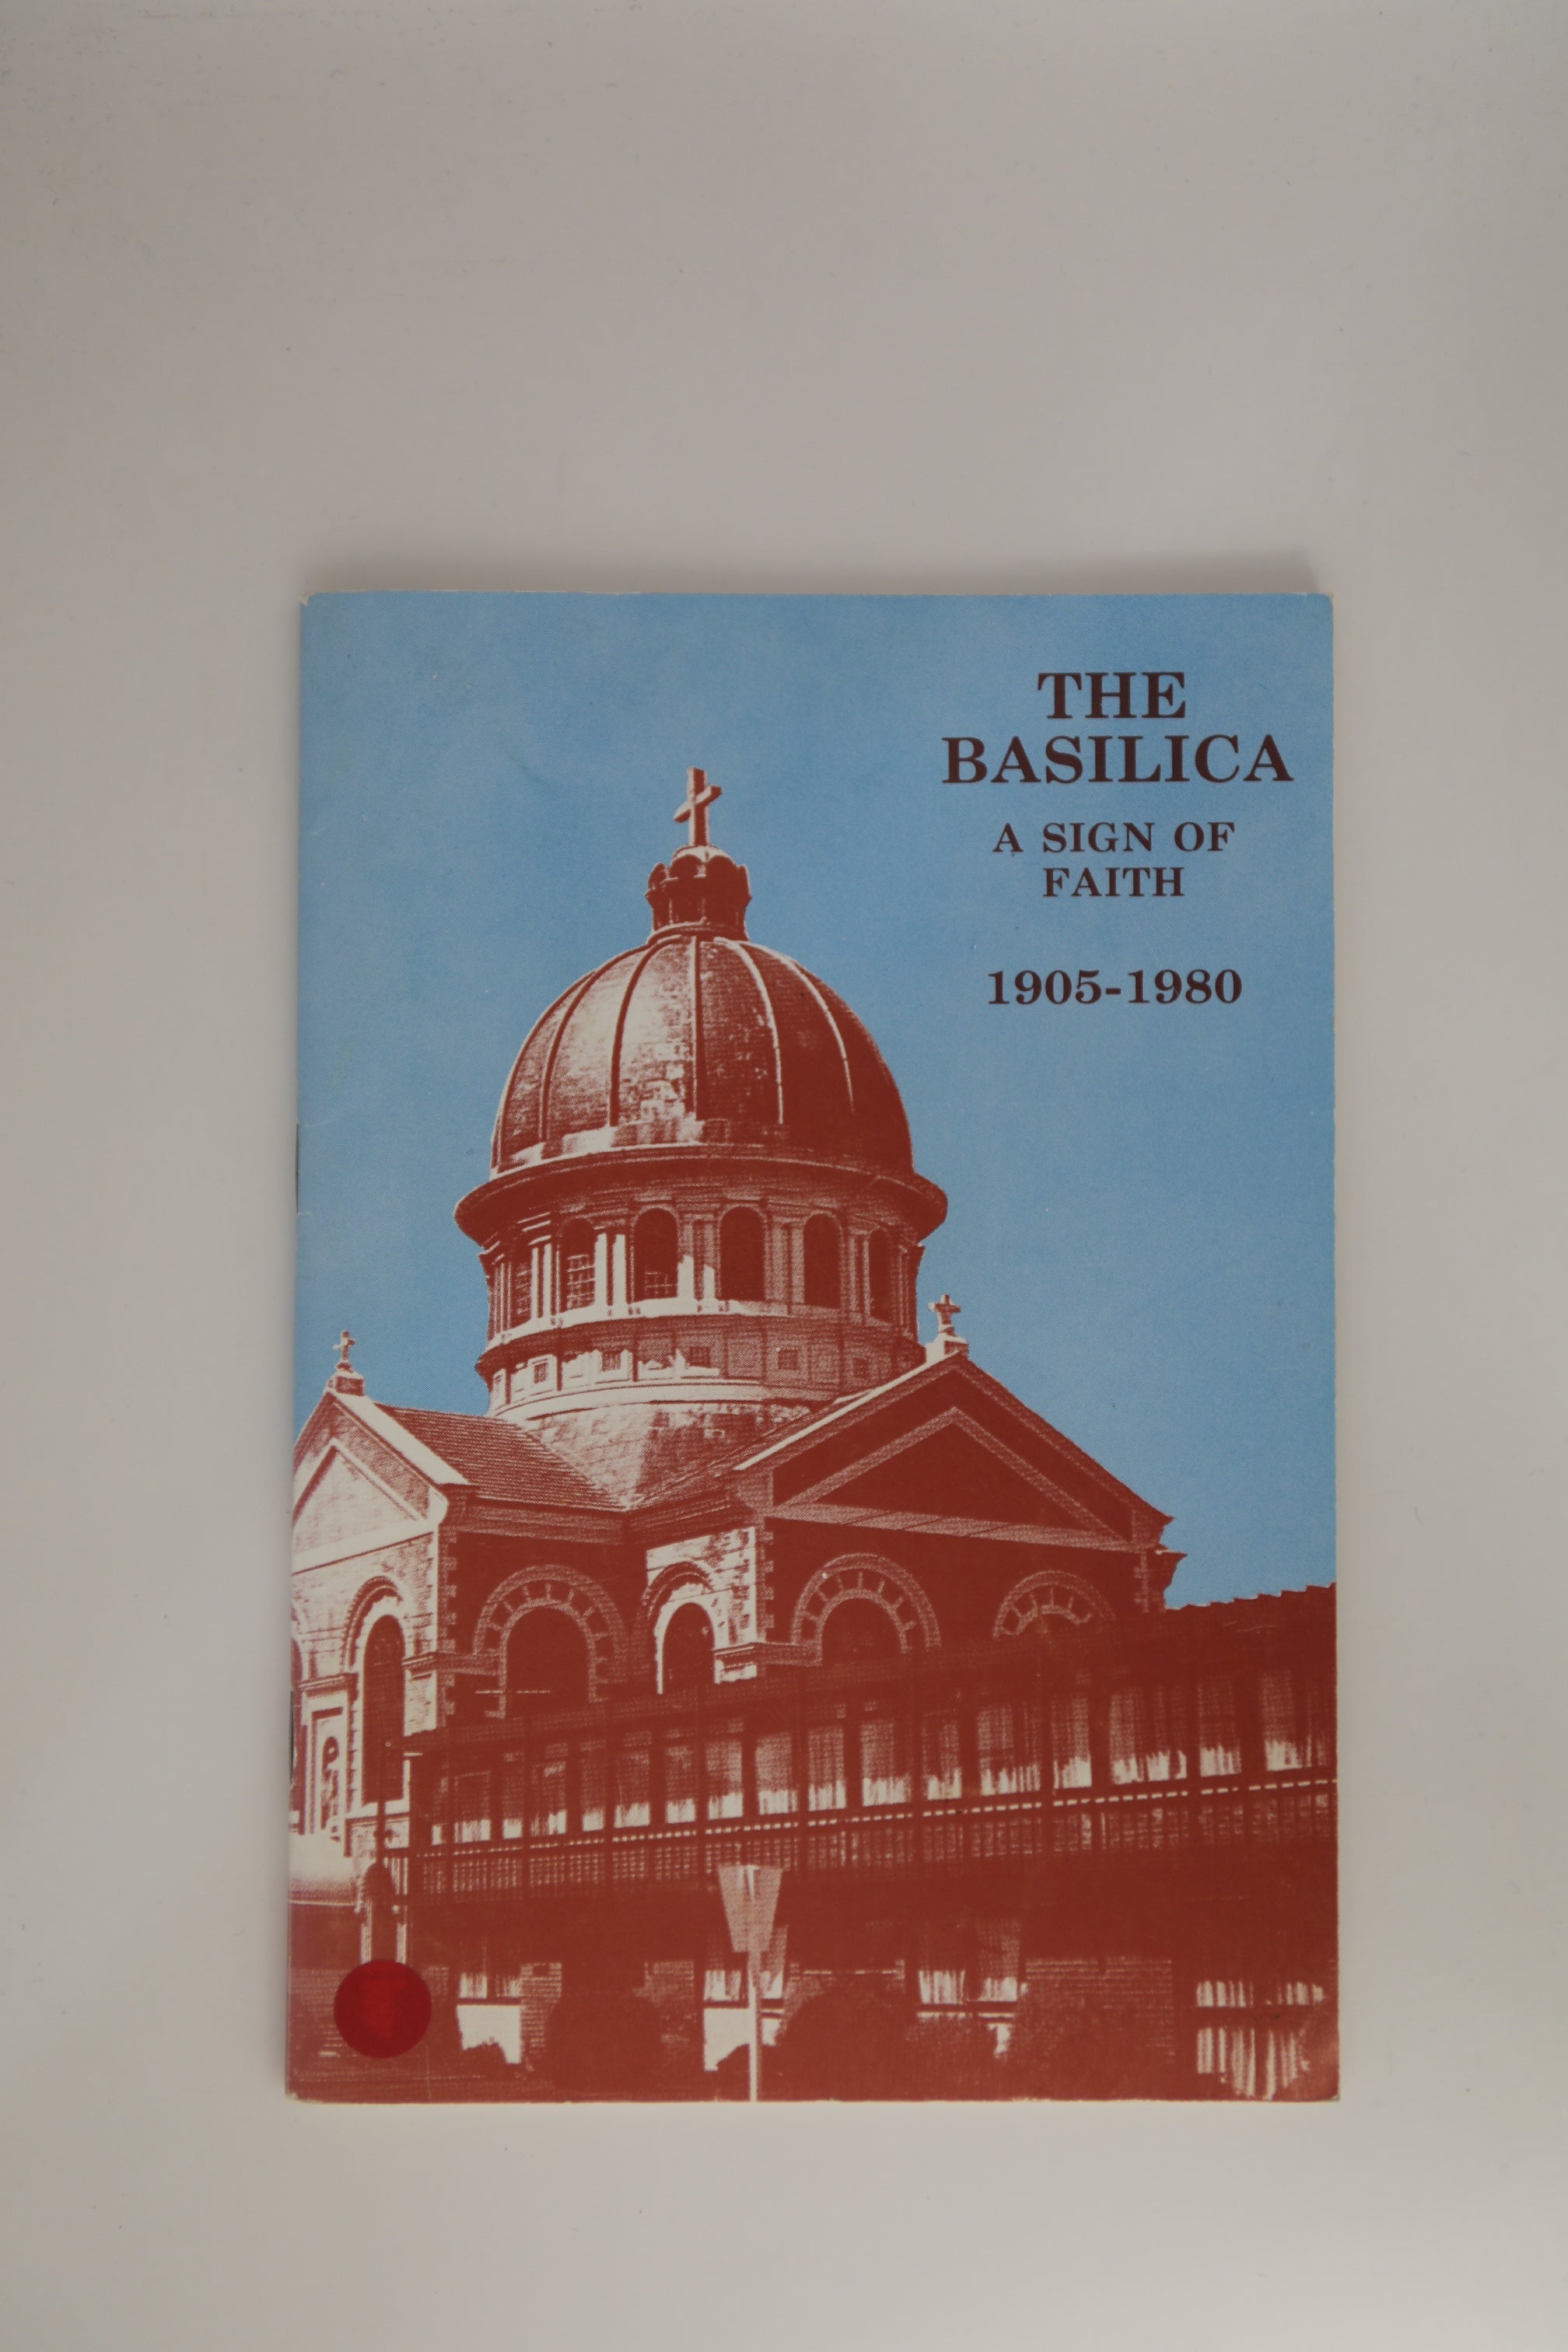 THE
BASILICA
A SIGN OF
FAITH
1905-1980